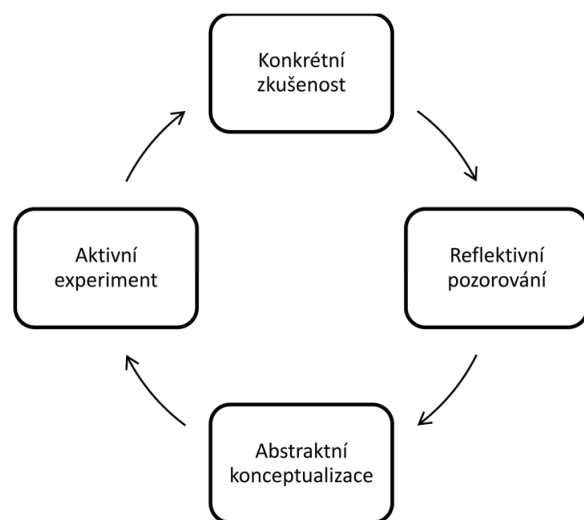 Konkrétní
zkušenost
Aktivní
experiment
Reflektivní
pozorování
Abstraktní
konceptualizace